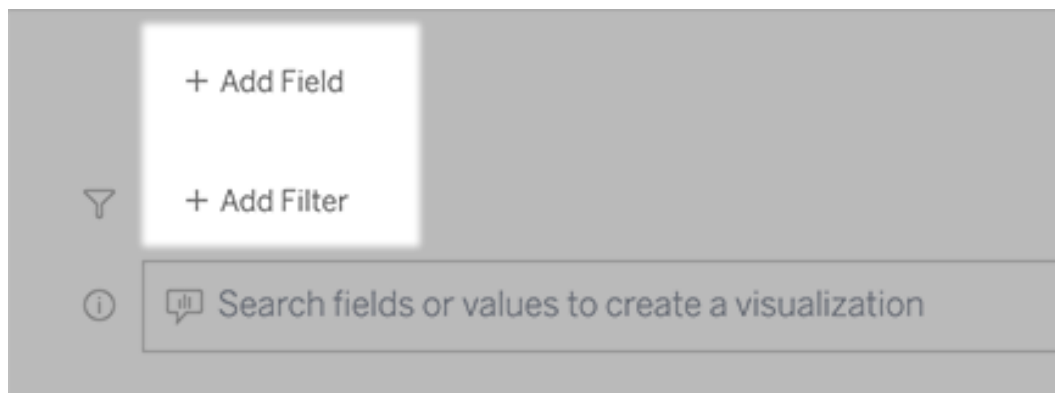 + Add Field
+ Add Filter
Search fields or values to create a visualization